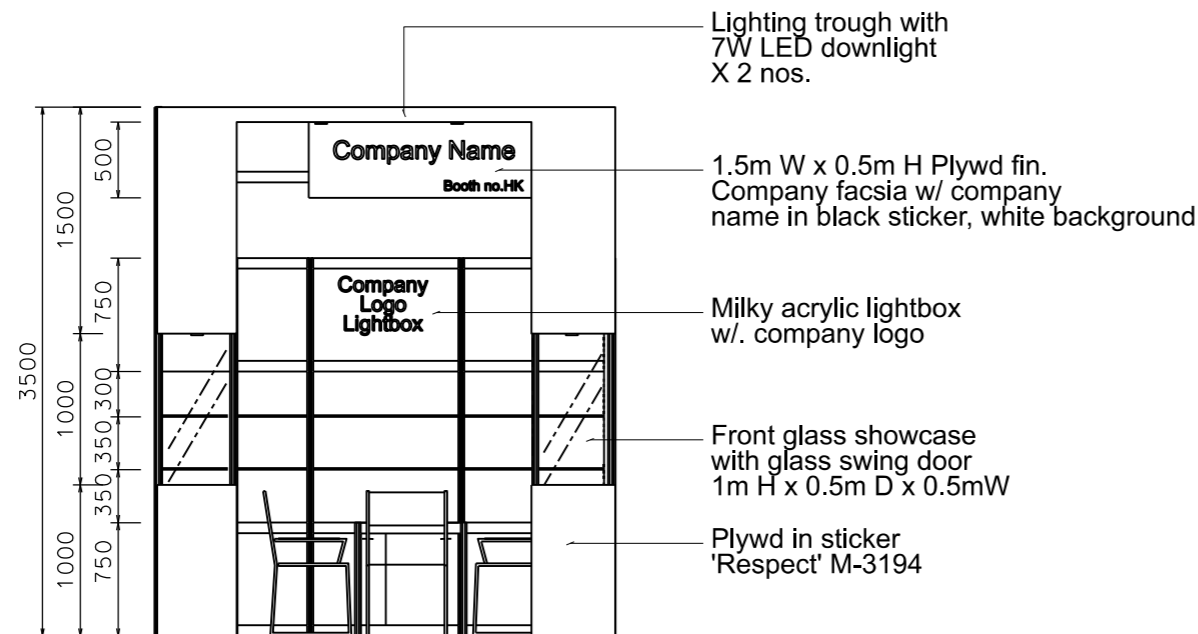 Lighting trough with
7W LED downlight
X 2 nos.
Company Name
Booth no.HK
1.5m W x 0.5m H Plywd fin.
Company facsia w/ company
name in black sticker, white background
Company
Logo
Lightbox
Milky acrylic lightbox
w/. company logo
Front glass showcase
with glass swing door
1m H x 0.5m D x 0.5mW
Plywd in sticker
'Respect' M-3194
3500
1500
1000
1000
500
750
300
350
350
750